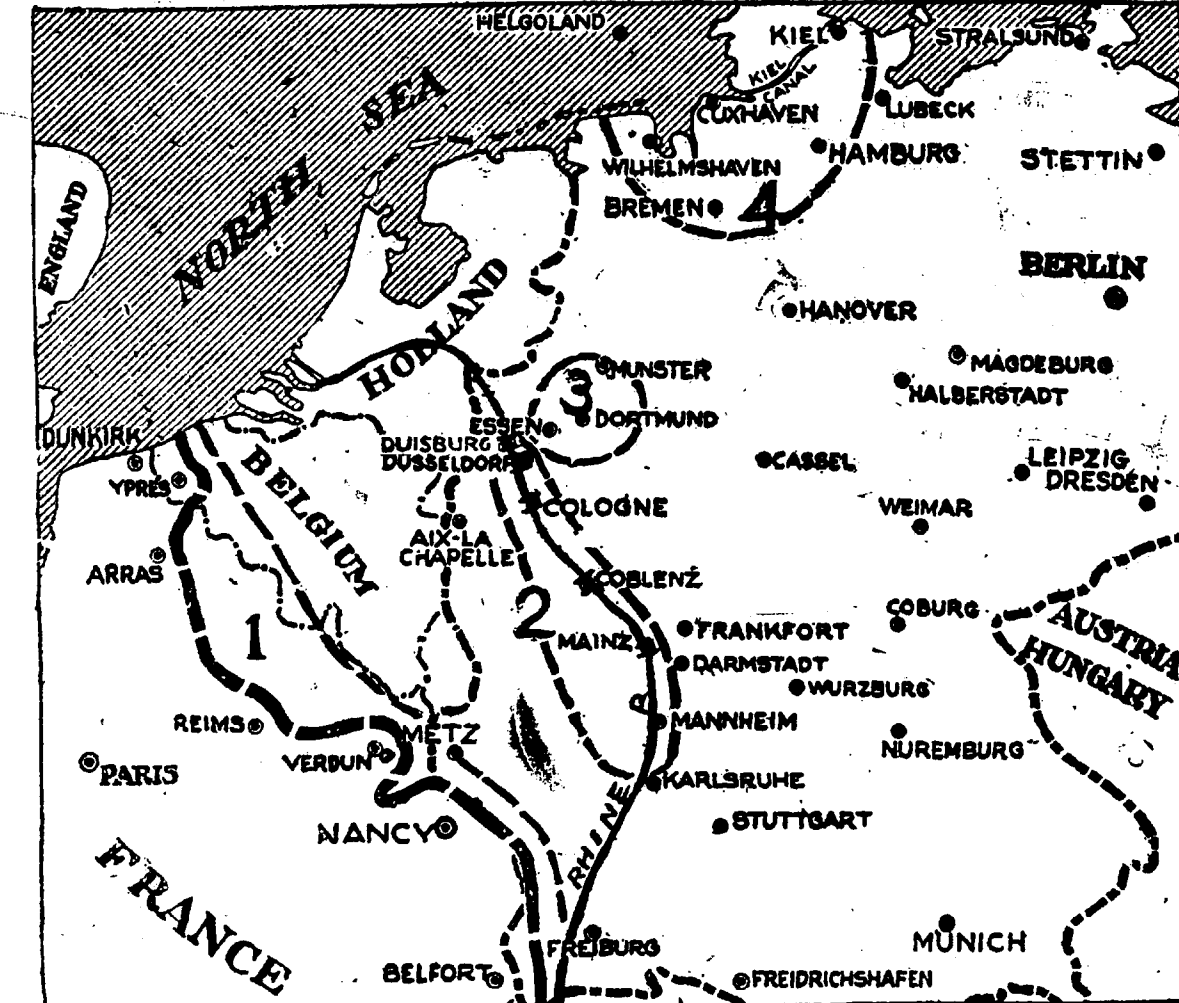 HELGOLAND
KIEL
STRALSUND
KIEL
CANAL
NORTH SEA
CUXHAVEN
LUBECK
WILHELMSHAVEN
HAMBURG
STETTIN
ENGLAND
BREMEN
4
BERLIN
HANOVER
HOLLAND
MUNSTER
MAGDEBURG
3
HALBERSTADT
DORTMUND
ESSEN
DUNKIRK
DUISBURG
DUSSELDORF
CASSEL
LEIPZIG
DRESDEN
BELGIUM
YPRES
COLOGNE
WEIMAR
AIX-LA
CHAPELLE
ARRAS
COBLENZ
COBURG
AUSTRIA
HUNGARY
1
2
MAINZ
FRANKFORT
DARMSTADT
WURZBURG
REIMS
METZ
R
MANNHEIM
VERDUN
NUREMBURG
PARIS
KARLSRUHE
NANCY
STUTTGART
RHINE
FRANCE
FREIBURG
MUNICH
BELFORT
FREIDRICHSHAFEN